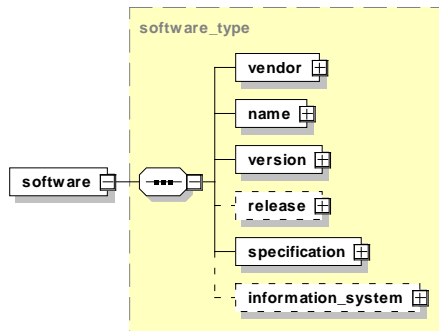 software_type
vendor
name
version
software
release
specification
information_system